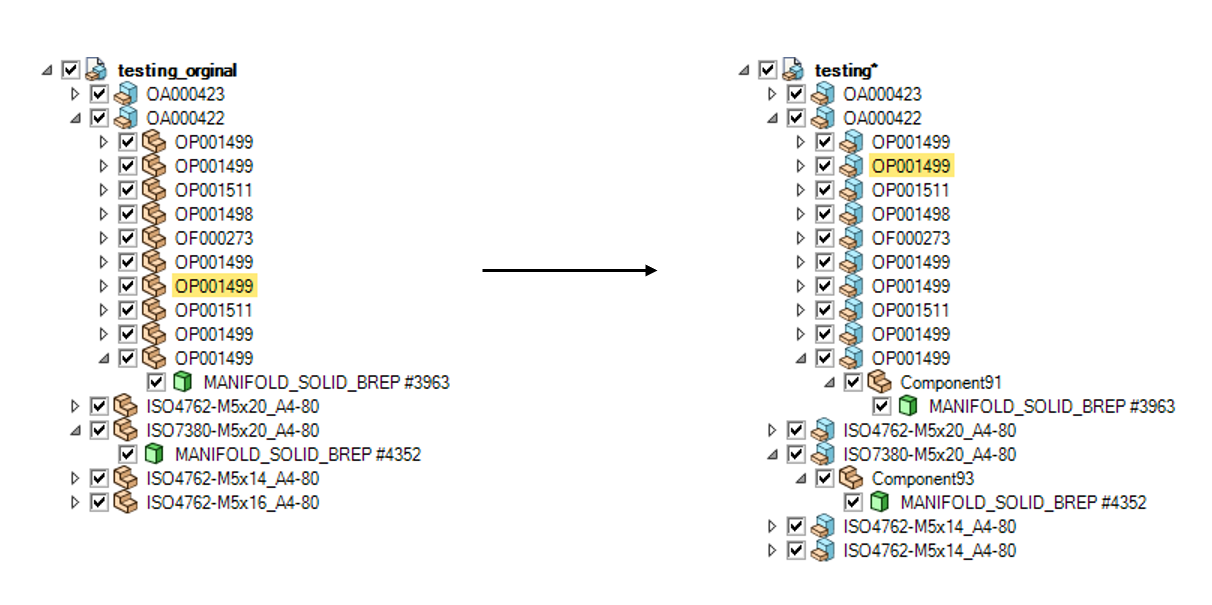 testing_orginal
OA000423
OA000422
OP001499
OP001499
OP001511
OP001498
OF000273
OP001499
OP001499
OP001511
OP001499
OP001499
MANIFOLD_SOLID_BREP #3963
ISO4762-M5x20_A4-80
ISO7380-M5x20_A4-80
MANIFOLD_SOLID_BREP #4352
ISO4762-M5x14_A4-80
ISO4762-M5x16_A4-80
testing*
OA000423
OA000422
OP001499
OP001499
OP001511
OP001498
OF000273
OP001499
OP001499
OP001511
OP001499
OP001499
Component91
MANIFOLD_SOLID_BREP #3963
ISO4762-M5x20_A4-80
ISO7380-M5x20_A4-80
Component93
MANIFOLD_SOLID_BREP #4352
ISO4762-M5x14_A4-80
ISO4762-M5x14_A4-80